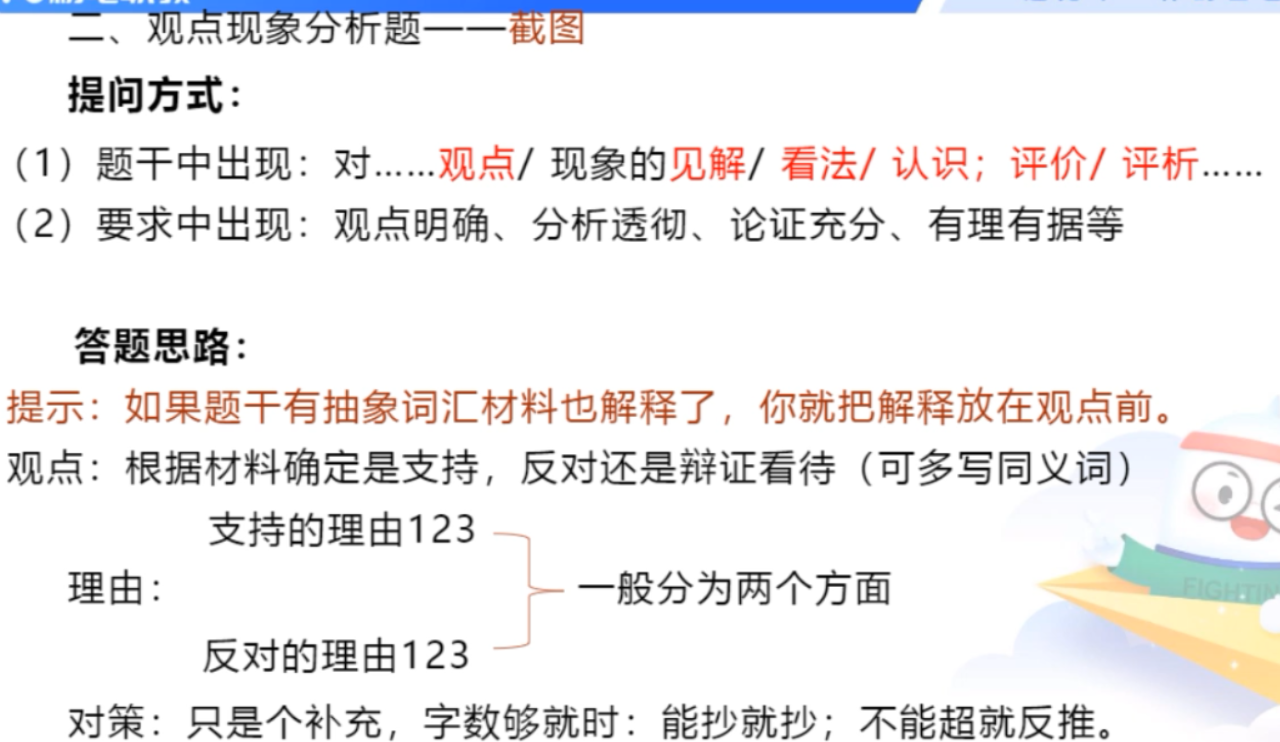 二、观点现象分析题——截图
提问方式：
（1）题干中出现：对……观点/ 现象的见解/ 看法/ 认识；评价/ 评析……
（2）要求中出现：观点明确、分析透彻、论证充分、有理有据等
答题思路：
提示：如果题干有抽象词汇材料也解释了，你就把解释放在观点前。
观点：根据材料确定是支持，反对还是辩证看待（可多写同义词）
支持的理由123
理由：
一般分为两个方面
反对的理由123
对策：只是个补充，字数够就时：能抄就抄；不能超就反推。
FIGHTIN